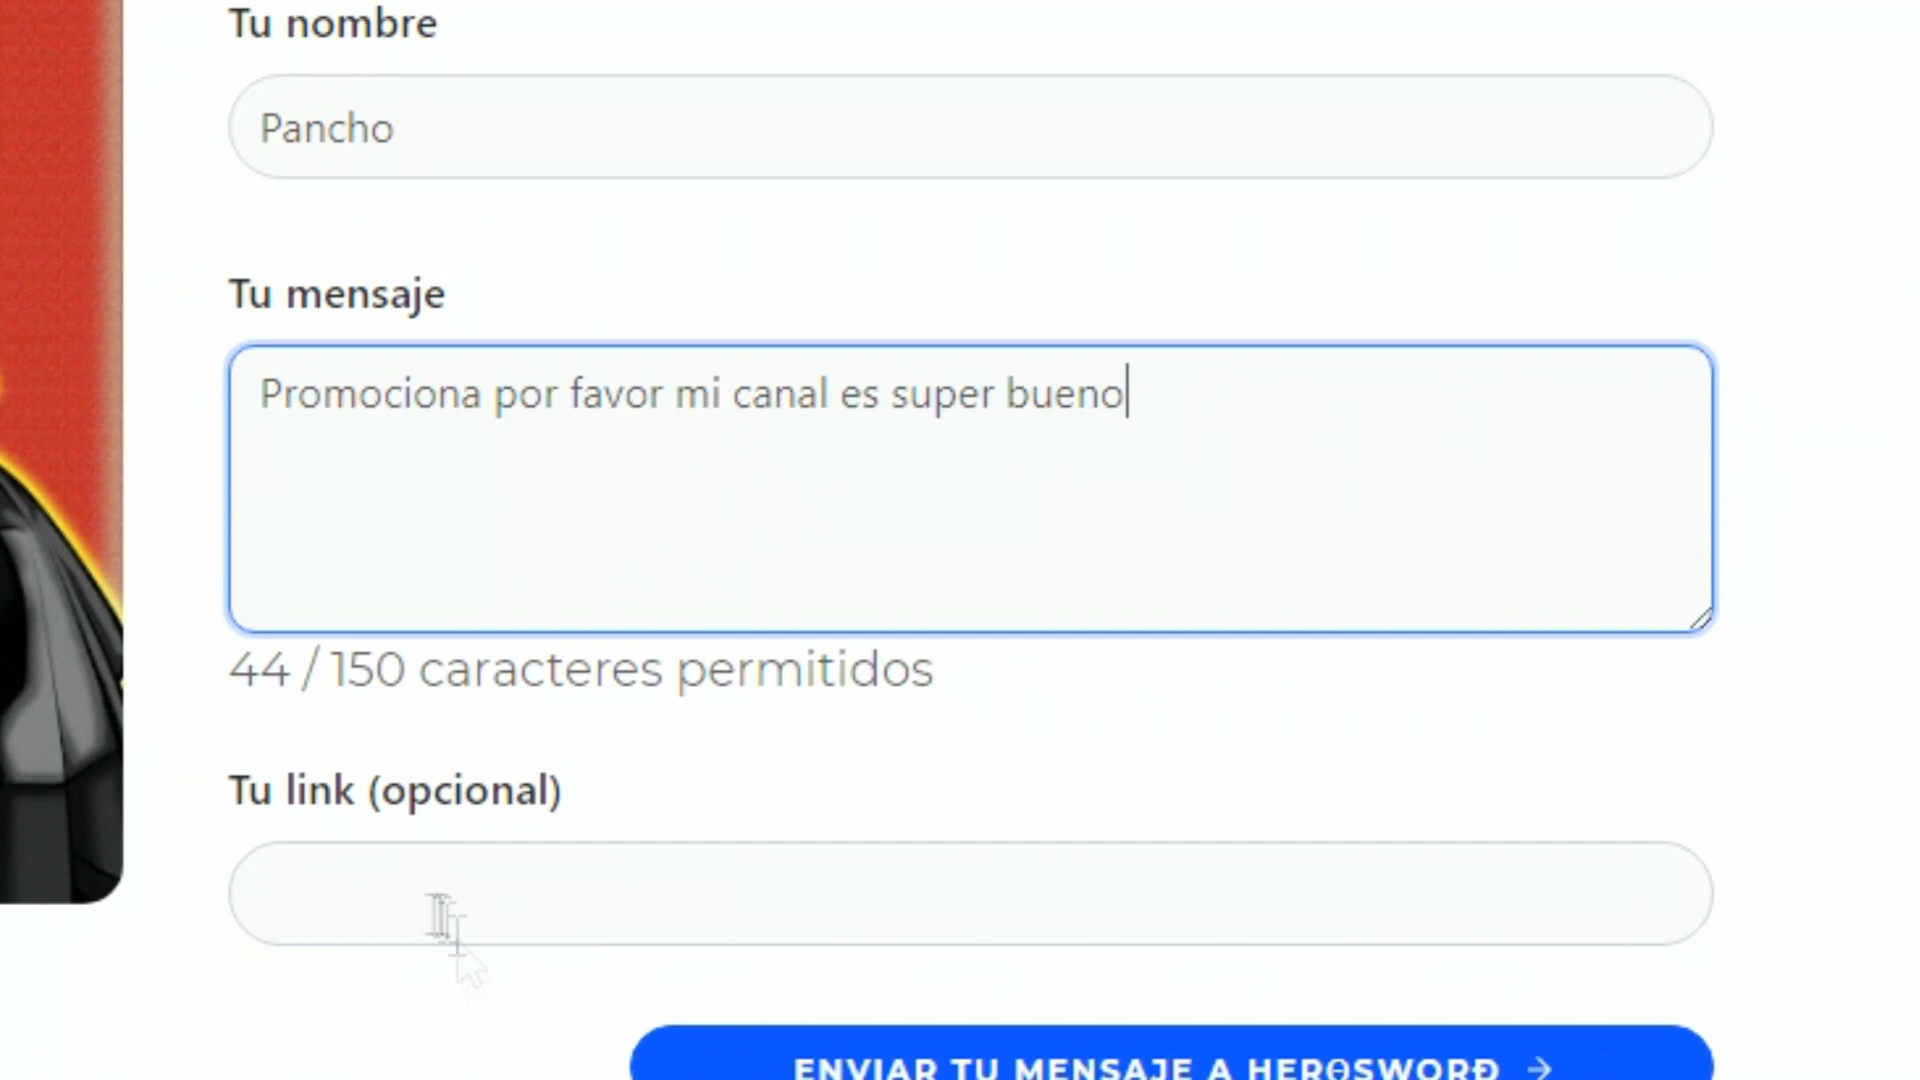 Tu nombre
Pancho
Tu mensaje
Promociona por favor mi canal es super bueno
44 / 150 caracteres permitidos
Tu link (opcional)
ENVIAR TU MENSAJE A HERΘSWORĐ →